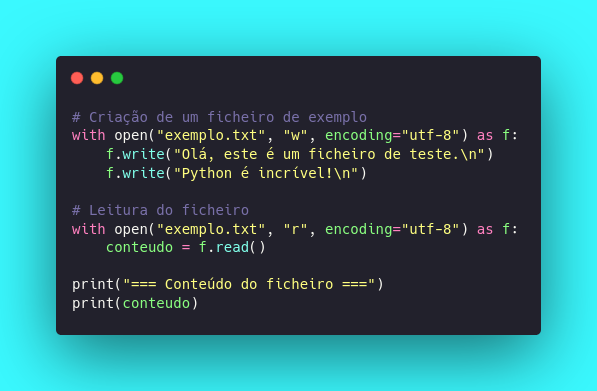 # Criação de um ficheiro de exemplo
with open("exemplo.txt", "w", encoding="utf-8") as f:
    f.write("Olá, este é um ficheiro de teste.\n")
    f.write("Python é incrível!\n")

# Leitura do ficheiro
with open("exemplo.txt", "r", encoding="utf-8") as f:
    conteudo = f.read()

print("=== Conteúdo do ficheiro ===")
print(conteudo)